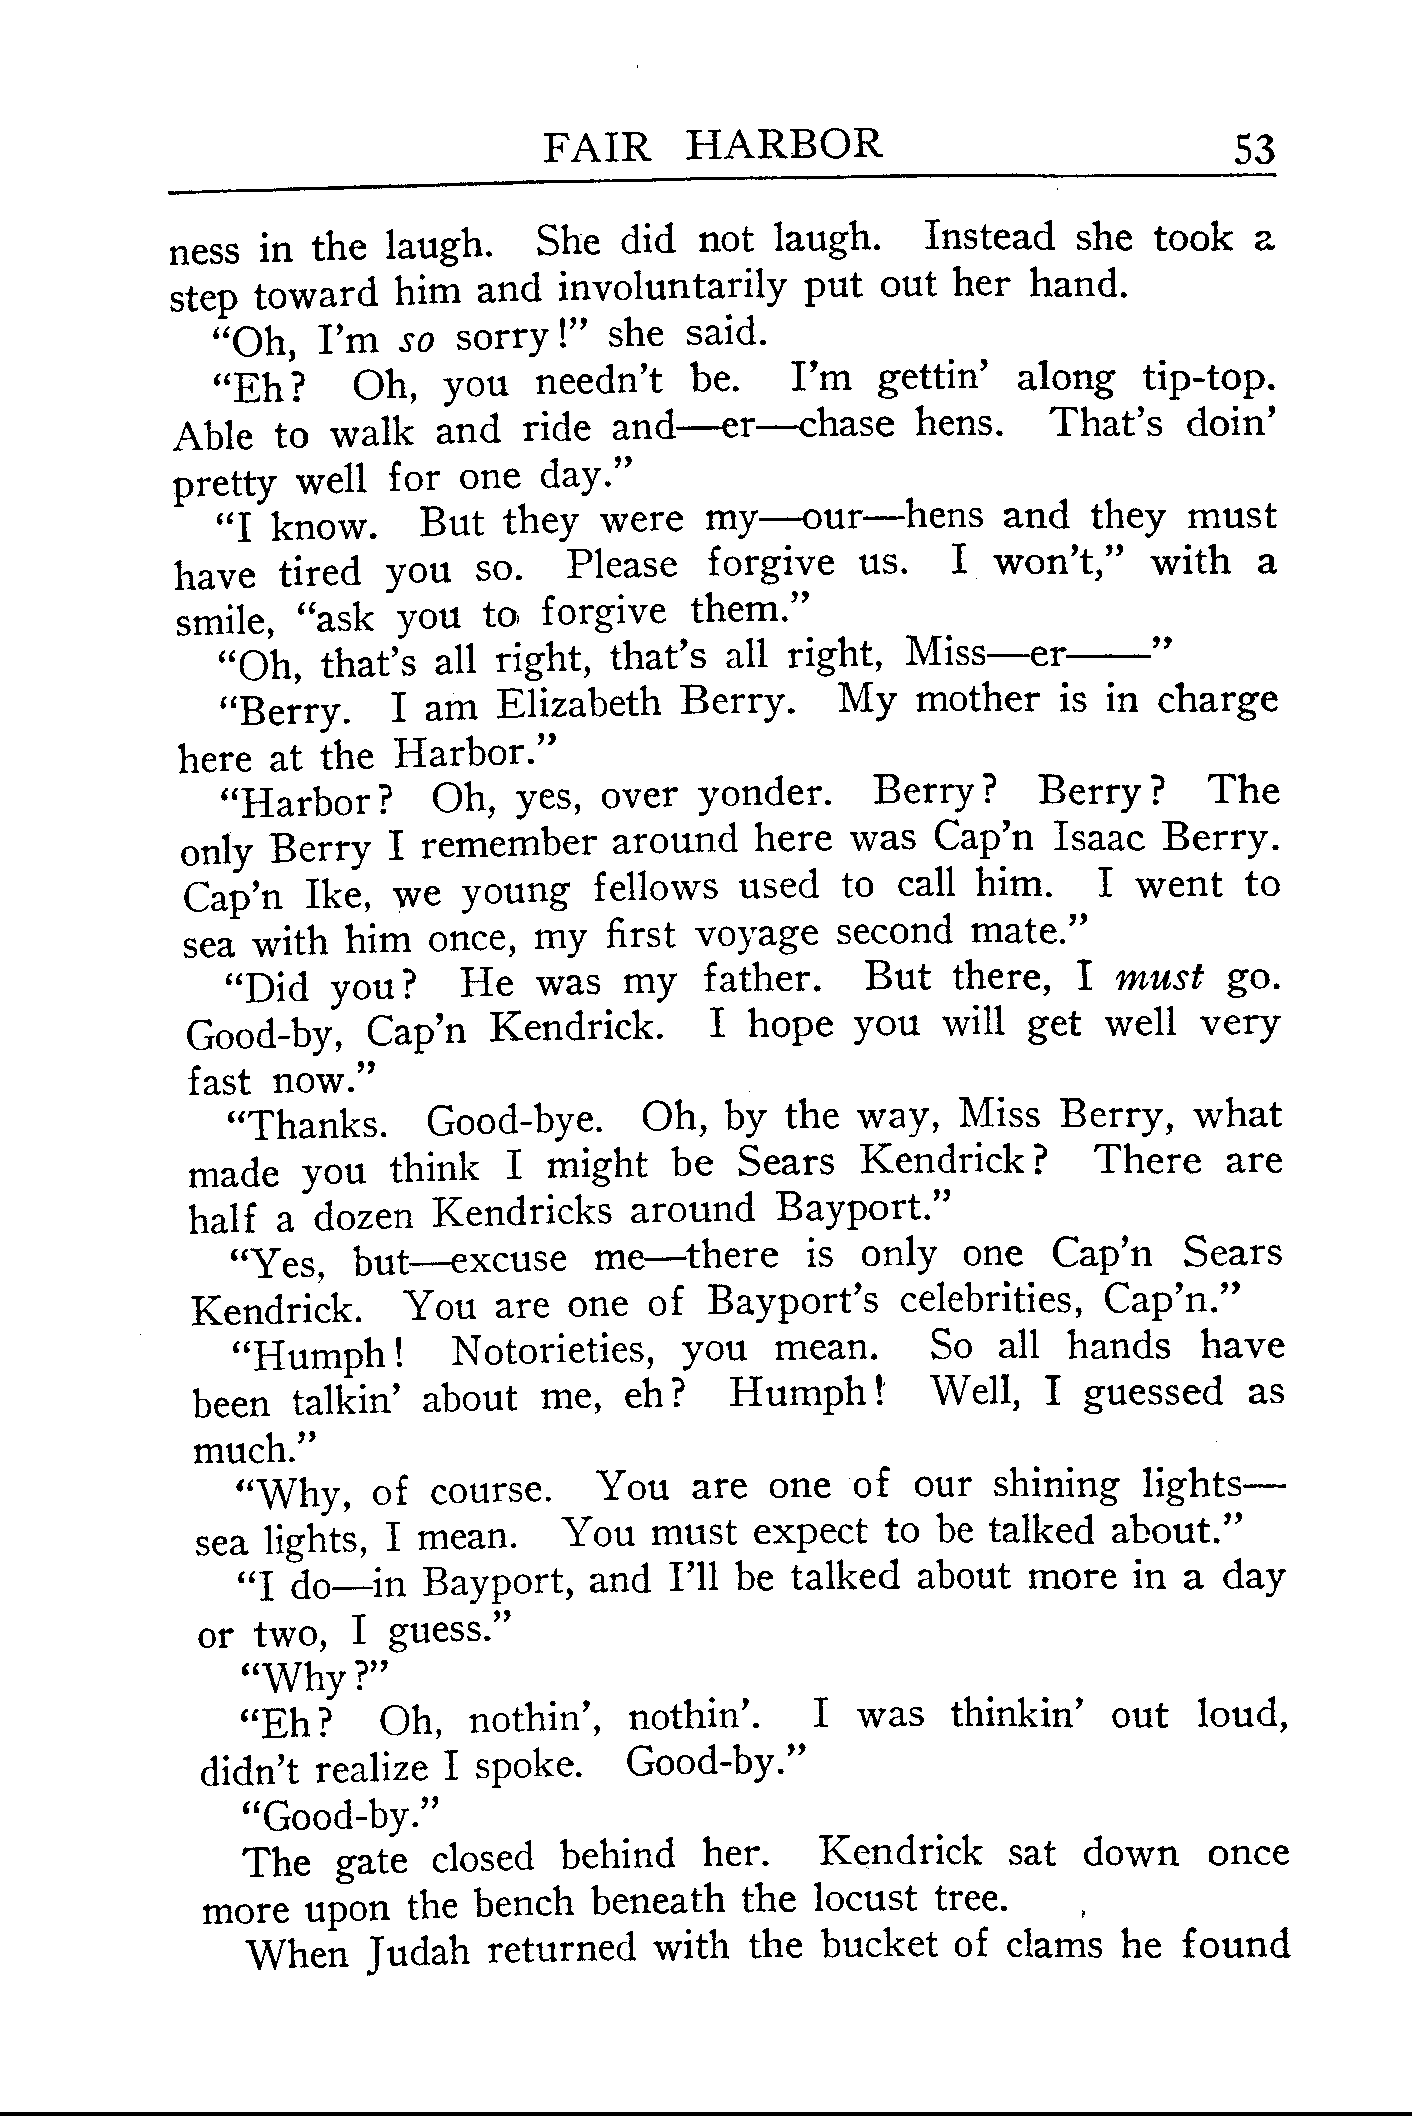 FAIR HARBOR 53
ness in the laugh. She did not laugh. Instead she took a
step toward him and involuntarily put out her hand.
“Oh, I’m so sorry!” she said.
“Eh? Oh, you needn’t be. I’m gettin’ along tip-top.
Able to walk and ride and—er—chase hens. That’s doin’
pretty well for one day.”
“I know. But they were my—our—hens and they must
have tired you so. Please forgive us. I won’t,” with a
smile, “ask you to forgive them.”
“Oh, that’s all right, that’s all right, Miss—er——”
“Berry. I am Elizabeth Berry. My mother is in charge
here at the Harbor.”
“Harbor? Oh, yes, over yonder. Berry? Berry? The
only Berry I remember around here was Cap’n Isaac Berry.
Cap’n Ike, we young fellows used to call him. I went to
sea with him once, my first voyage second mate.”
“Did you? He was my father. But there, I must go.
Good-by, Cap’n Kendrick. I hope you will get well very
fast now.”
“Thanks. Good-bye. Oh, by the way, Miss Berry, what
made you think I might be Sears Kendrick? There are
half a dozen Kendricks around Bayport.”
“Yes, but—excuse me—there is only one Cap’n Sears
Kendrick. You are one of Bayport’s celebrities, Cap’n.”
“Humph! Notorieties, you mean. So all hands have
been talkin’ about me, eh? Humph! Well, I guessed as
much.”
“Why, of course. You are one of our shining lights—
sea lights, I mean. You must expect to be talked about.”
“I do—in Bayport, and I’ll be talked about more in a day
or two, I guess.”
“Why?”
“Eh? Oh, nothin’, nothin’. I was thinkin’ out loud,
didn’t realize I spoke. Good-by.”
“Good-by.”
The gate closed behind her. Kendrick sat down once
more upon the bench beneath the locust tree.
When Judah returned with the bucket of clams he found